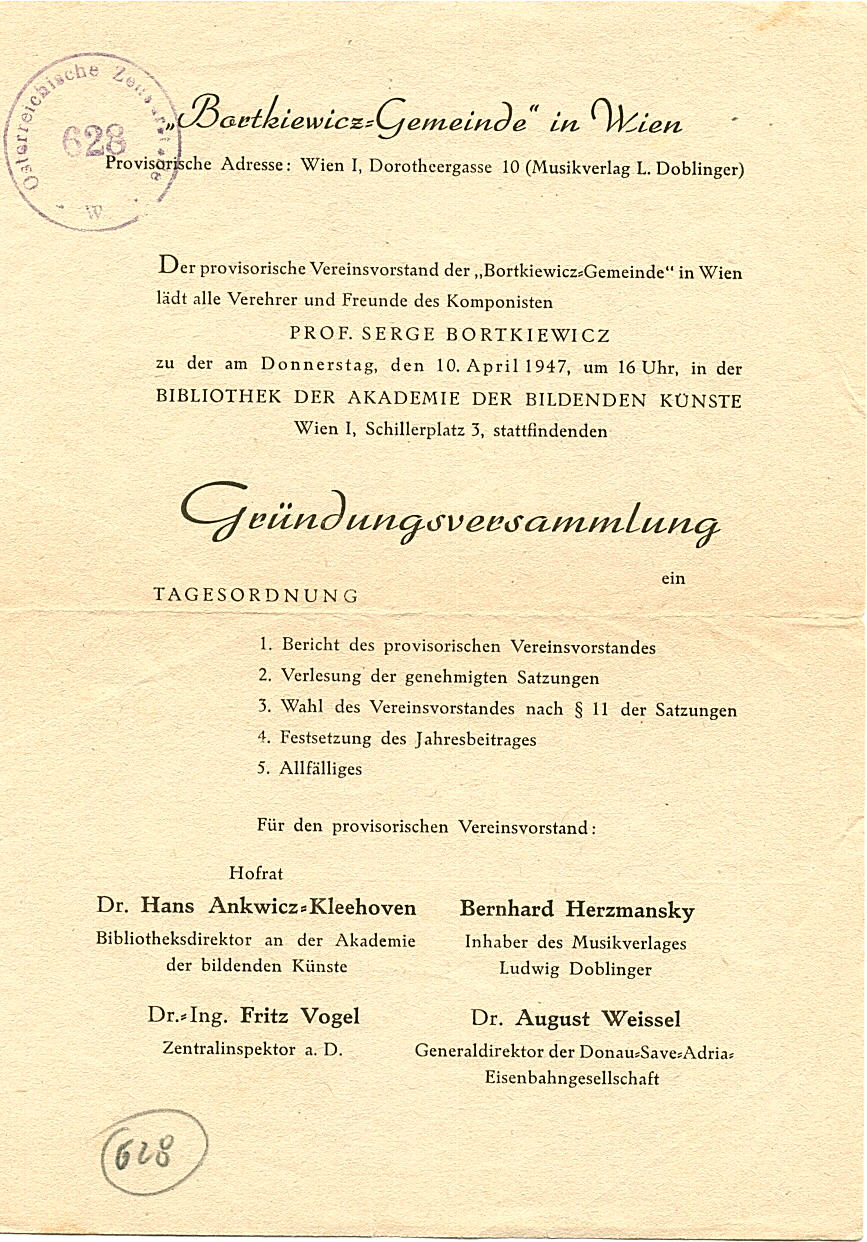 Österreichische Zensurstelle
628
W
„Bortkiewicz=Gemeinde“ in Wien
Provisorische Adresse: Wien I, Dorotheergasse 10 (Musikverlag L. Doblinger)
Der provisorische Vereinsvorstand der „Bortkiewicz=Gemeinde“ in Wien
lädt alle Verehrer und Freunde des Komponisten
PROF. SERGE BORTKIEWICZ
zu der am Donnerstag, den 10. April 1947, um 16 Uhr, in der
BIBLIOTHEK DER AKADEMIE DER BILDENDEN KÜNSTE
Wien I, Schillerplatz 3, stattfindenden
Gründungsversammlung
ein
TAGESORDNUNG
1. Bericht des provisorischen Vereinsvorstandes
2. Verlesung der genehmigten Satzungen
3. Wahl des Vereinsvorstandes nach § 11 der Satzungen
4. Festsetzung des Jahresbeitrages
5. Allfälliges
Für den provisorischen Vereinsvorstand:
Hofrat
Dr. Hans Ankwicz=Kleehoven
Bibliotheksdirektor an der Akademie
der bildenden Künste
Bernhard Herzmansky
Inhaber des Musikverlages
Ludwig Doblinger
Dr.=Ing. Fritz Vogel
Zentralinspektor a. D.
Dr. August Weissel
Generaldirektor der Donau=Save=Adria=
Eisenbahngesellschaft
628